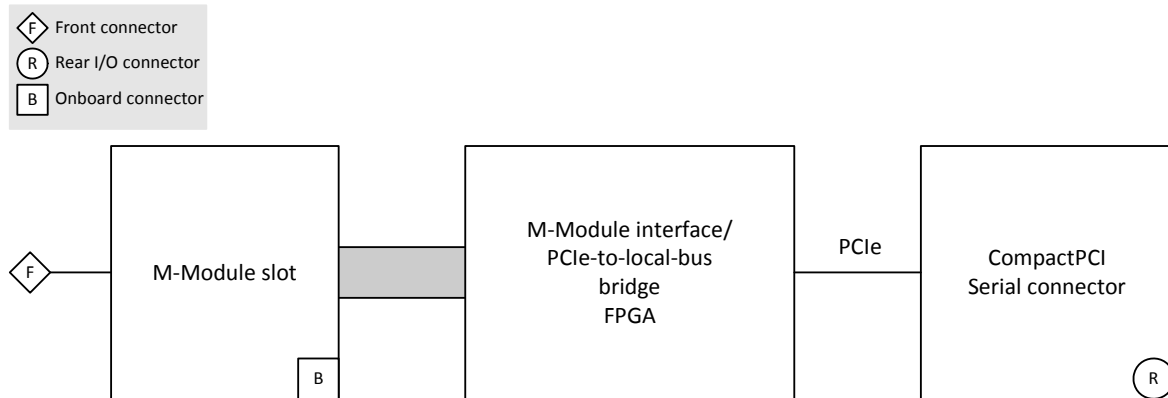 F Front connector
R Rear I/O connector
B Onboard connector
F
M-Module slot
B
M-Module interface/
PCIe-to-local-bus
bridge
FPGA
PCIe
CompactPCI
Serial connector
R